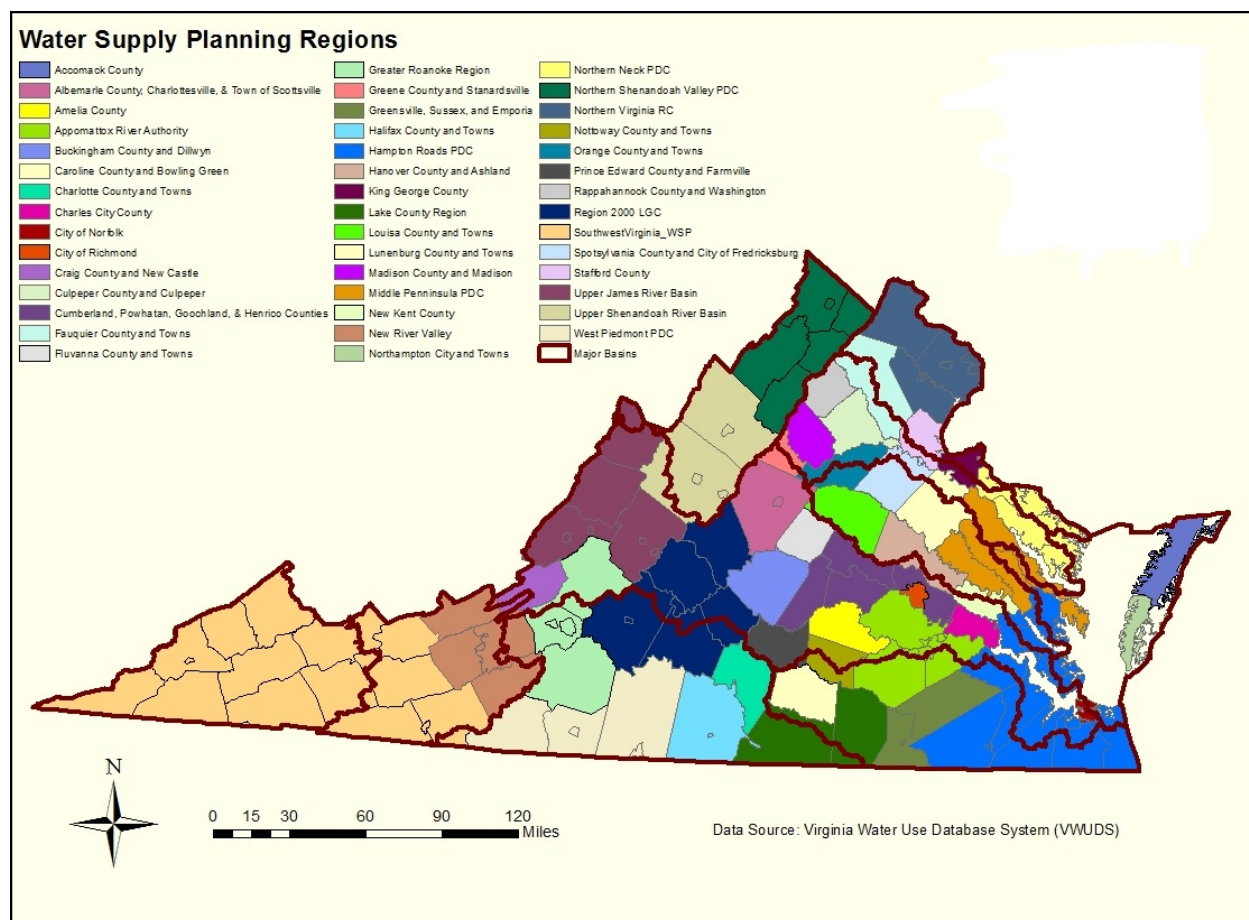 Water Supply Planning Regions
Accomack County
Albemarle County, Charlottesville, & Town of Scottsville
Amelia County
Appomattox River Authority
Buckingham County and Dillwyn
Caroline County and Bowling Green
Charlotte County and Towns
Charles City County
City of Norfolk
City of Richmond
Craig County and New Castle
Culpeper County and Culpeper
Cumberland, Powhatan, Goochland, & Henrico Counties
Fauquier County and Towns
Fluvanna County and Towns
Greater Roanoke Region
Greene County and Stanardsville
Greensville, Sussex, and Emporia
Halifax County and Towns
Hampton Roads PDC
Hanover County and Ashland
King George County
Lake County Region
Louisa County and Towns
Lunenburg County and Towns
Madison County and Madison
Middle Penninsula PDC
New Kent County
New River Valley
Northampton City and Towns
Northern Neck PDC
Northern Shenandoah Valley PDC
Northern Virginia RC
Nottoway County and Towns
Orange County and Towns
Prince Edward County and Farmville
Rappahannock County and Washington
Region 2000 LGC
SouthwestVirginia_WSP
Spotsylvania County and City of Fredricksburg
Stafford County
Upper James River Basin
Upper Shenandoah River Basin
West Piedmont PDC
Major Basins
N
0 15 30 60 90 120
Miles
Data Source: Virginia Water Use Database System (VWUDS)